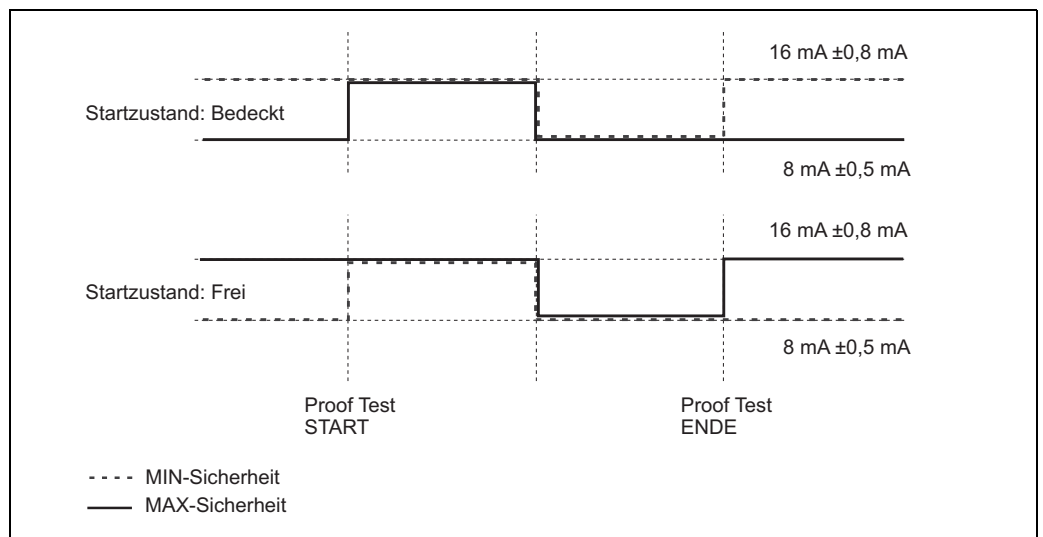 16 mA ±0,8 mA
Startzustand: Bedeckt
8 mA ±0,5 mA
16 mA ±0,8 mA
Startzustand: Frei
8 mA ±0,5 mA
Proof Test
START
Proof Test
ENDE
MIN-Sicherheit
MAX-Sicherheit